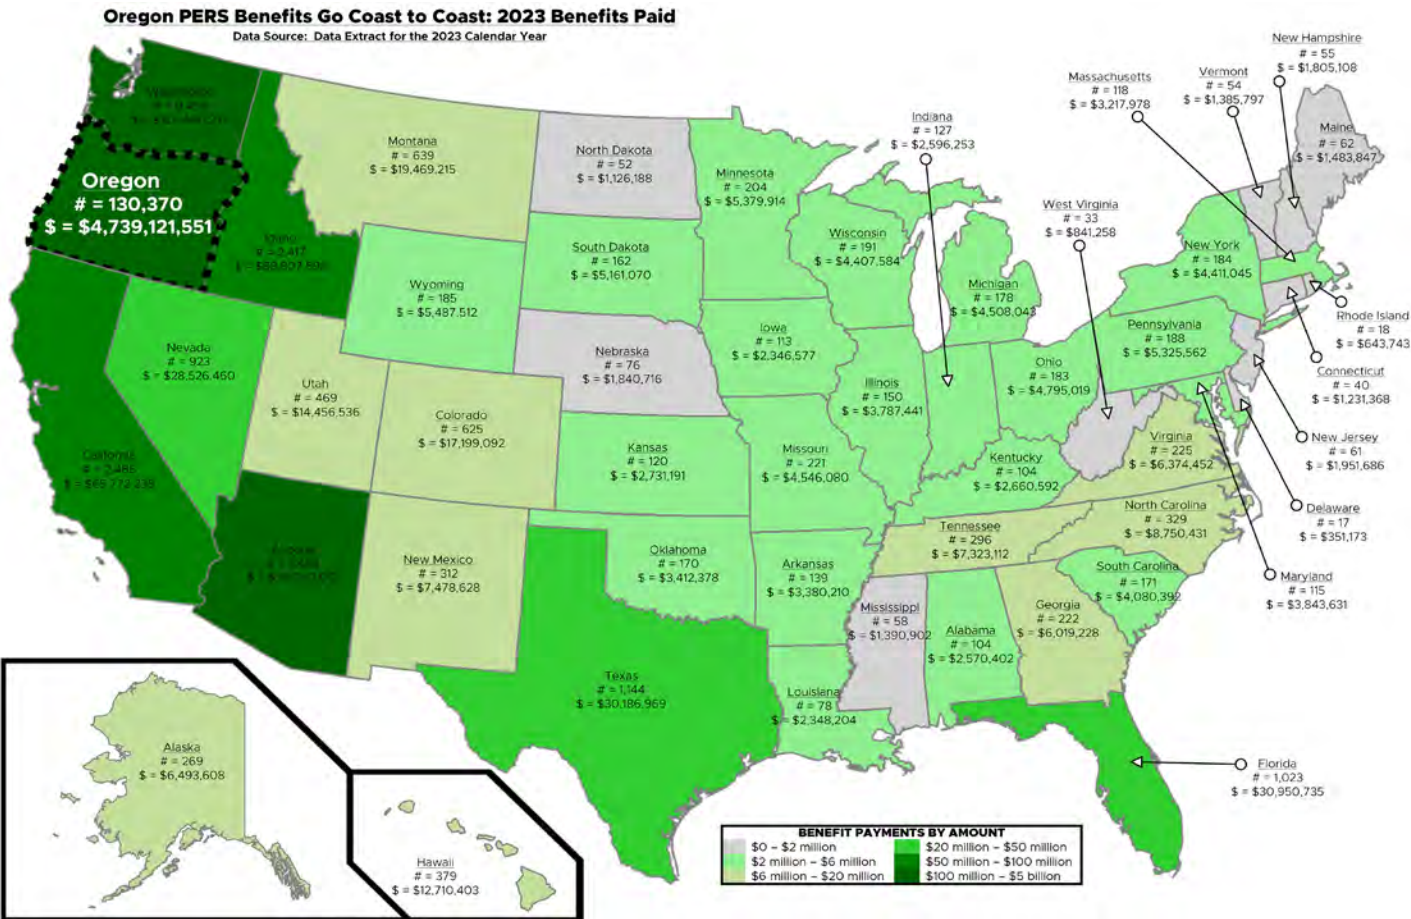 Oregon PERS Benefits Go Coast to Coast: 2023 Benefits Paid
Data Source: Data Extract for the 2023 Calendar Year
Oregon
# = 130,370
$ = $4,739,121,551
Idaho
# = 2,417
Montana
# = 639
$ = $19,469,215
North Dakota
# = 52
$ = $1,126,188
Minnesota
# = 204
$ = $5,379,914
Wisconsin
# = 191
$ = $4,407,584
Indiana
# = 127
$ = $2,596,253
Michigan
# = 178
$ = $4,508,043
Massachusetts
# = 118
$ = $3,217,978
Vermont
# = 54
$ = $1,385,797
New Hampshire
# = 55
$ = $1,805,108
Maine
# = 62
$ = $1,483,847
West Virginia
# = 33
$ = $841,258
New York
# = 184
$ = $4,411,045
South Dakota
# = 162
$ = $5,161,070
Wyoming
# = 185
$ = $5,487,512
Nevada
# = 923
$ = $28,526,460
Utah
# = 469
$ = $14,456,536
Colorado
# = 625
$ = $17,199,092
Nebraska
# = 76
$ = $1,840,716
Iowa
# = 113
$ = $2,346,577
Illinois
# = 150
$ = $3,787,441
Ohio
# = 183
$ = $4,795,019
Pennsylvania
# = 188
$ = $5,325,562
Rhode Island
# = 18
$ = $643,743
Connecticut
# = 40
$ = $1,231,368
New Jersey
# = 61
$ = $1,951,686
Delaware
# = 17
$ = $351,173
Maryland
# = 115
$ = $3,843,631
California
# = 2,485
Kansas
# = 120
$ = $2,731,191
Missouri
# = 221
$ = $4,546,080
Kentucky
# = 104
$ = $2,660,592
Virginia
# = 225
$ = $6,374,452
North Carolina
# = 329
$ = $8,750,431
Tennessee
# = 296
$ = $7,323,112
South Carolina
# = 171
$ = $4,080,392
New Mexico
# = 312
$ = $7,478,628
Oklahoma
# = 170
$ = $3,412,378
Arkansas
# = 139
$ = $3,380,210
Mississippi
# = 58
$ = $1,390,902
Alabama
# = 104
$ = $2,570,402
Georgia
# = 222
$ = $6,019,228
Texas
# = 1,144
$ = $30,186,969
Louisiana
# = 78
$ = $2,348,204
Florida
# = 1,023
$ = $30,950,735
Alaska
# = 269
$ = $6,493,608
Hawaii
# = 379
$ = $12,710,403
BENEFIT PAYMENTS BY AMOUNT
$0 – $2 million
$2 million – $6 million
$6 million – $20 million
$20 million – $50 million
$50 million – $100 million
$100 million – $5 billion